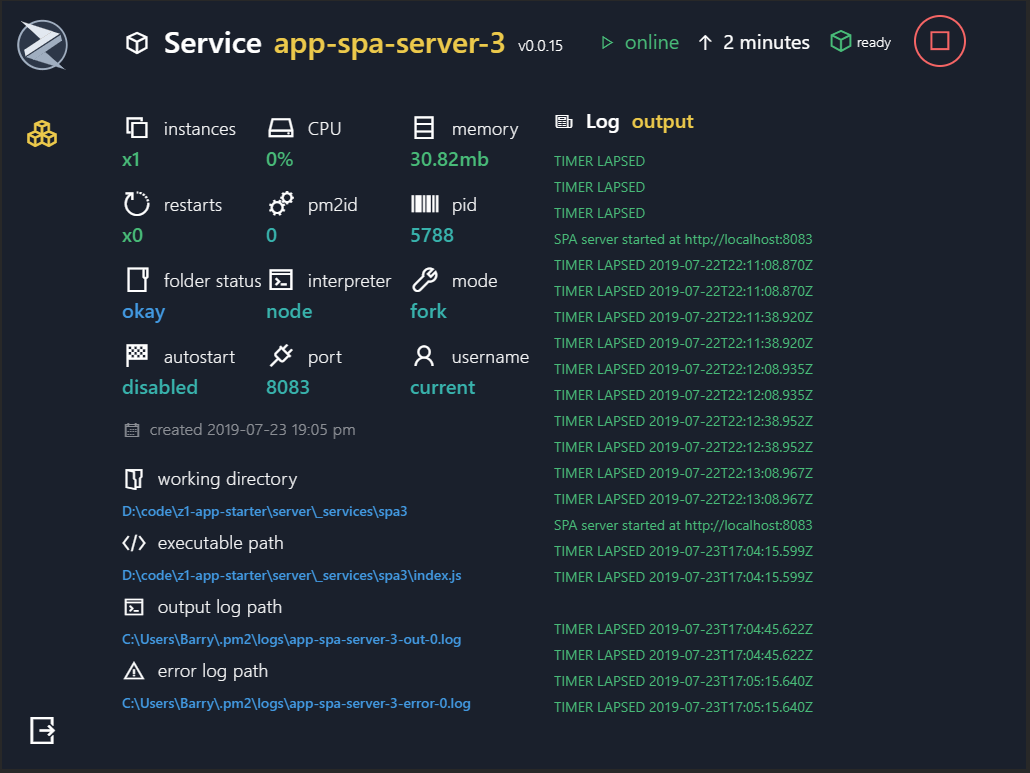 Service app-spa-server-3 v0.0.15 online 2 minutes ready
instances CPU memory
x1 0% 30.82mb
restarts pm2id pid
x0 0 5788
folder status interpreter mode
okay node fork
autostart port username
disabled 8083 current
created 2019-07-23 19:05 pm
working directory
D:\code\z1-app-starter\server\_services\spa3
executable path
D:\code\z1-app-starter\server\_services\spa3\index.js
output log path
C:\Users\Barry\.pm2\logs\app-spa-server-3-out-0.log
error log path
C:\Users\Barry\.pm2\logs\app-spa-server-3-error-0.log
Log output
TIMER LAPSED
TIMER LAPSED
TIMER LAPSED
SPA server started at http://localhost:8083
TIMER LAPSED 2019-07-22T22:11:08.870Z
TIMER LAPSED 2019-07-22T22:11:08.870Z
TIMER LAPSED 2019-07-22T22:11:38.920Z
TIMER LAPSED 2019-07-22T22:11:38.920Z
TIMER LAPSED 2019-07-22T22:12:08.935Z
TIMER LAPSED 2019-07-22T22:12:08.935Z
TIMER LAPSED 2019-07-22T22:12:38.952Z
TIMER LAPSED 2019-07-22T22:12:38.952Z
TIMER LAPSED 2019-07-22T22:13:08.967Z
TIMER LAPSED 2019-07-22T22:13:08.967Z
SPA server started at http://localhost:8083
TIMER LAPSED 2019-07-23T17:04:15.599Z
TIMER LAPSED 2019-07-23T17:04:15.599Z
TIMER LAPSED 2019-07-23T17:04:45.622Z
TIMER LAPSED 2019-07-23T17:04:45.622Z
TIMER LAPSED 2019-07-23T17:05:15.640Z
TIMER LAPSED 2019-07-23T17:05:15.640Z